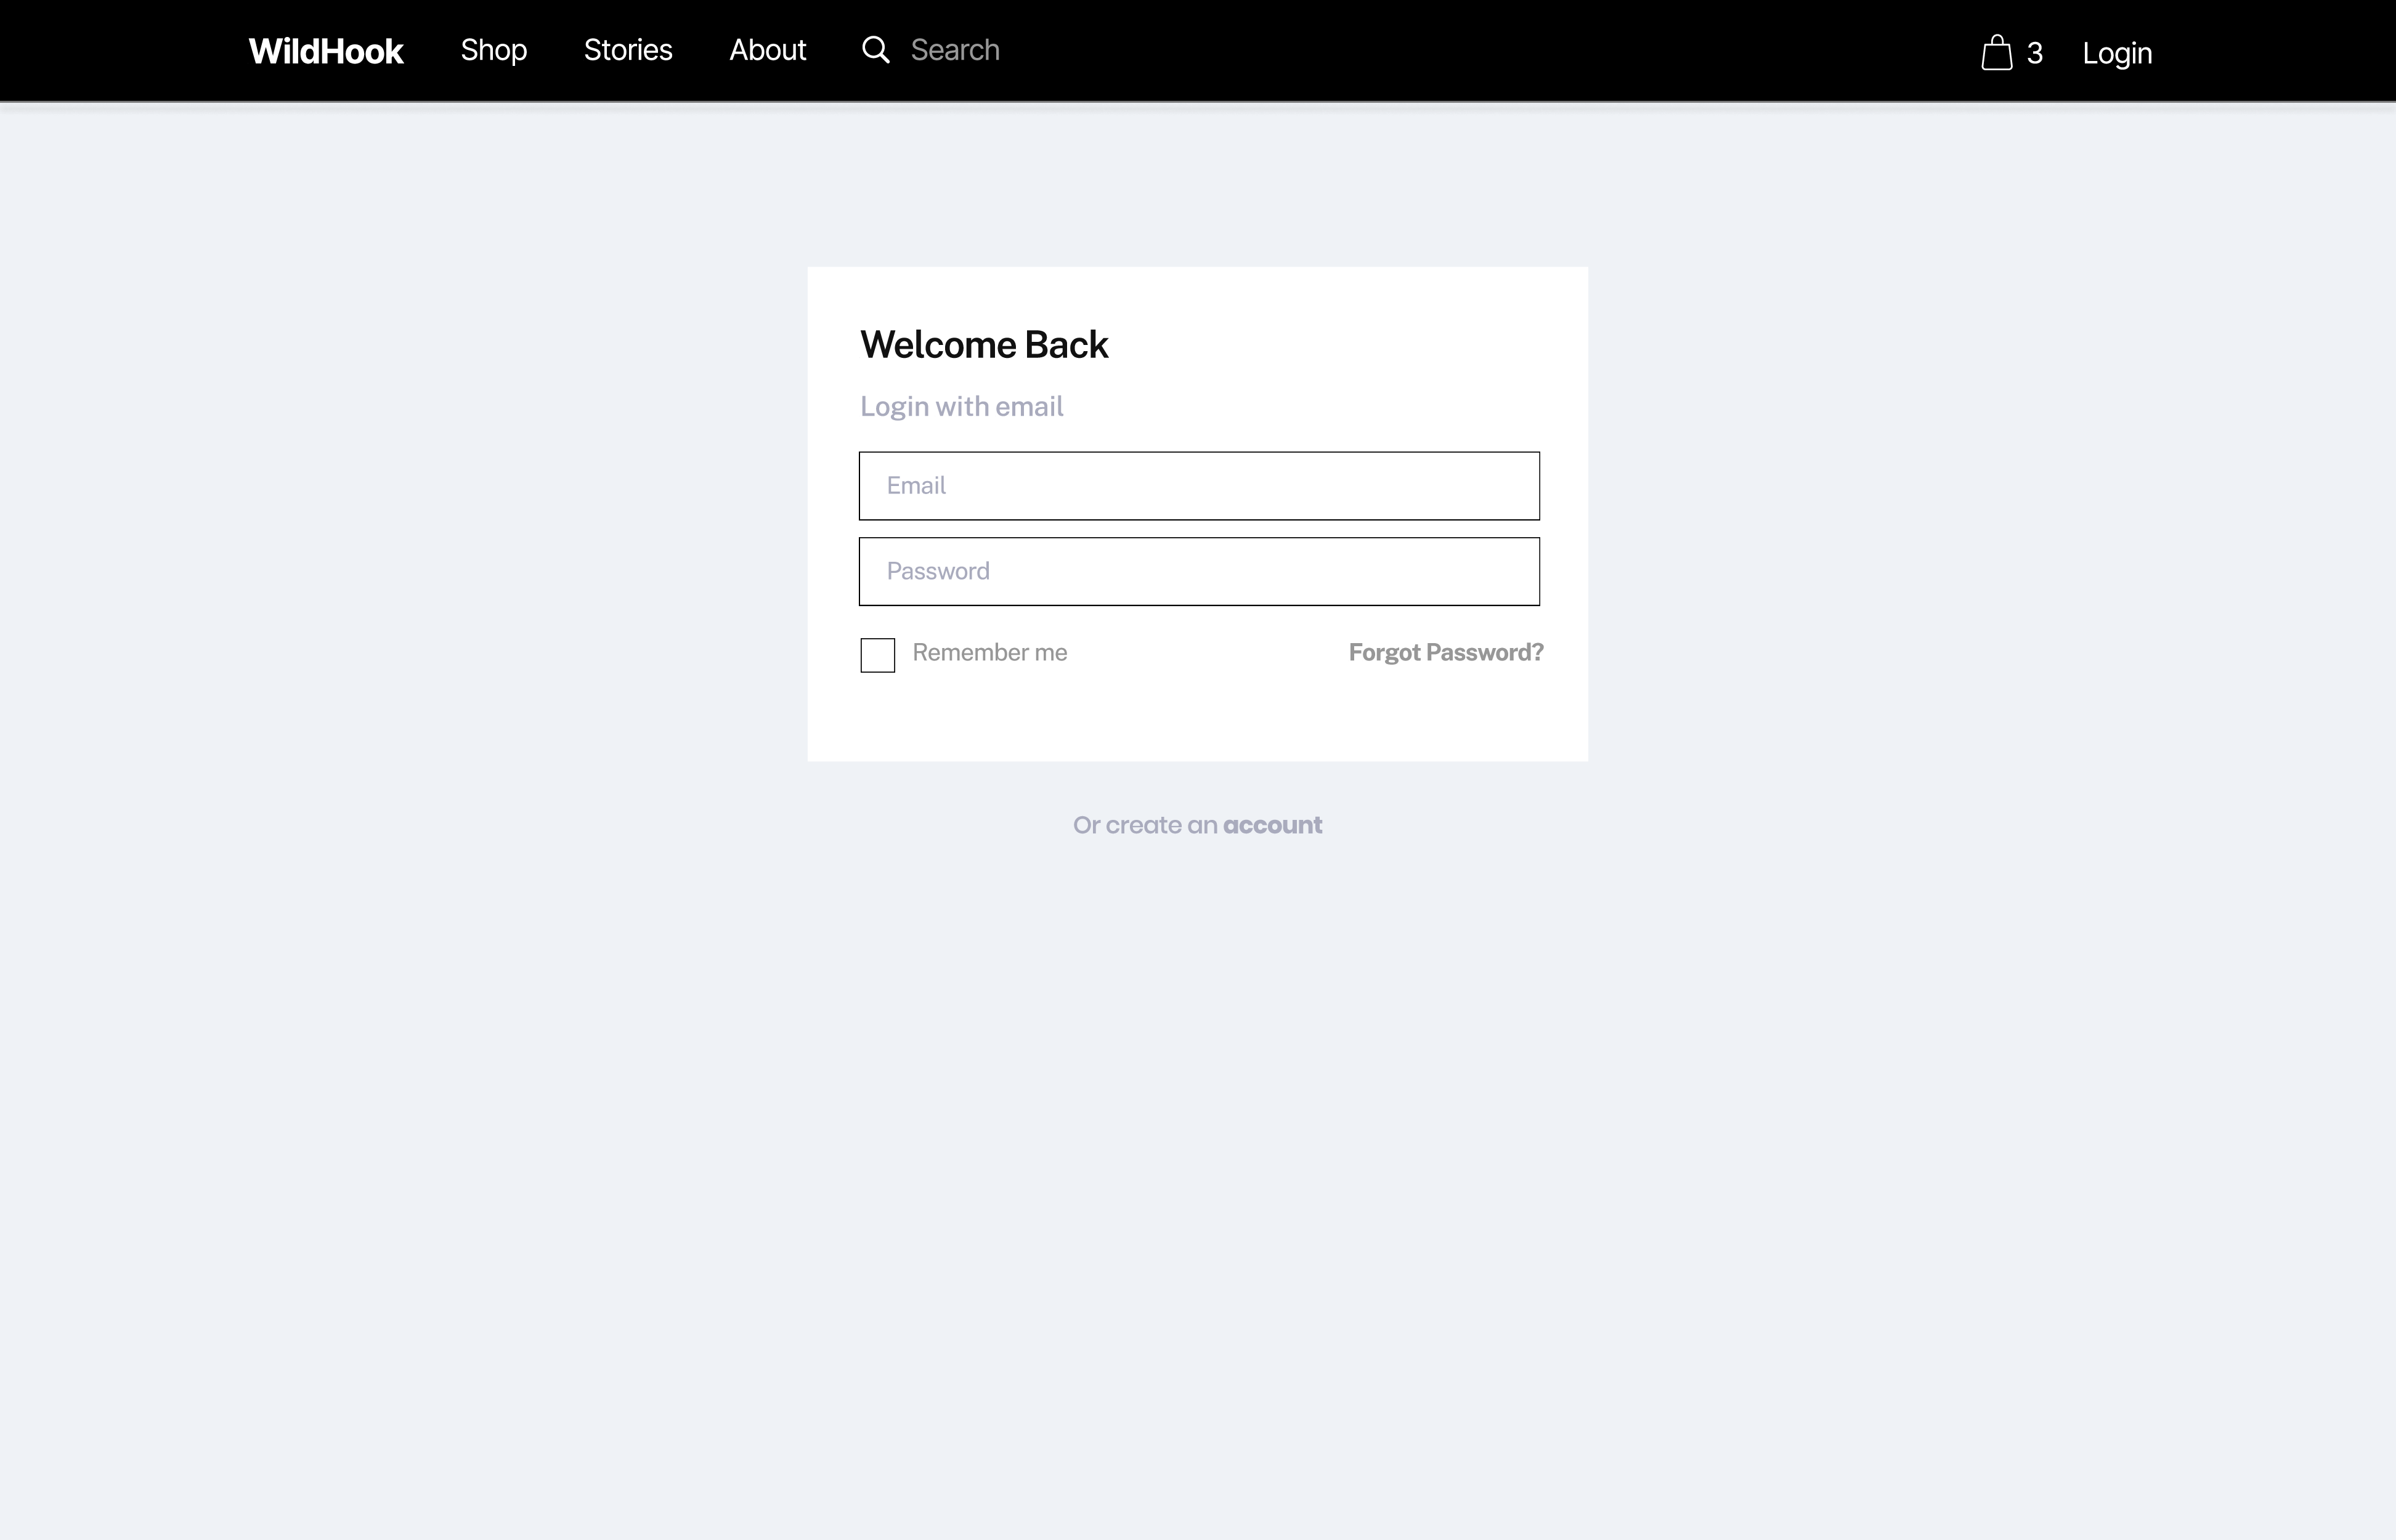 WildHook Shop Stories About Search 3 Login
Welcome Back
Login with email
Email
Password
Remember me Forgot Password?
Or create an account